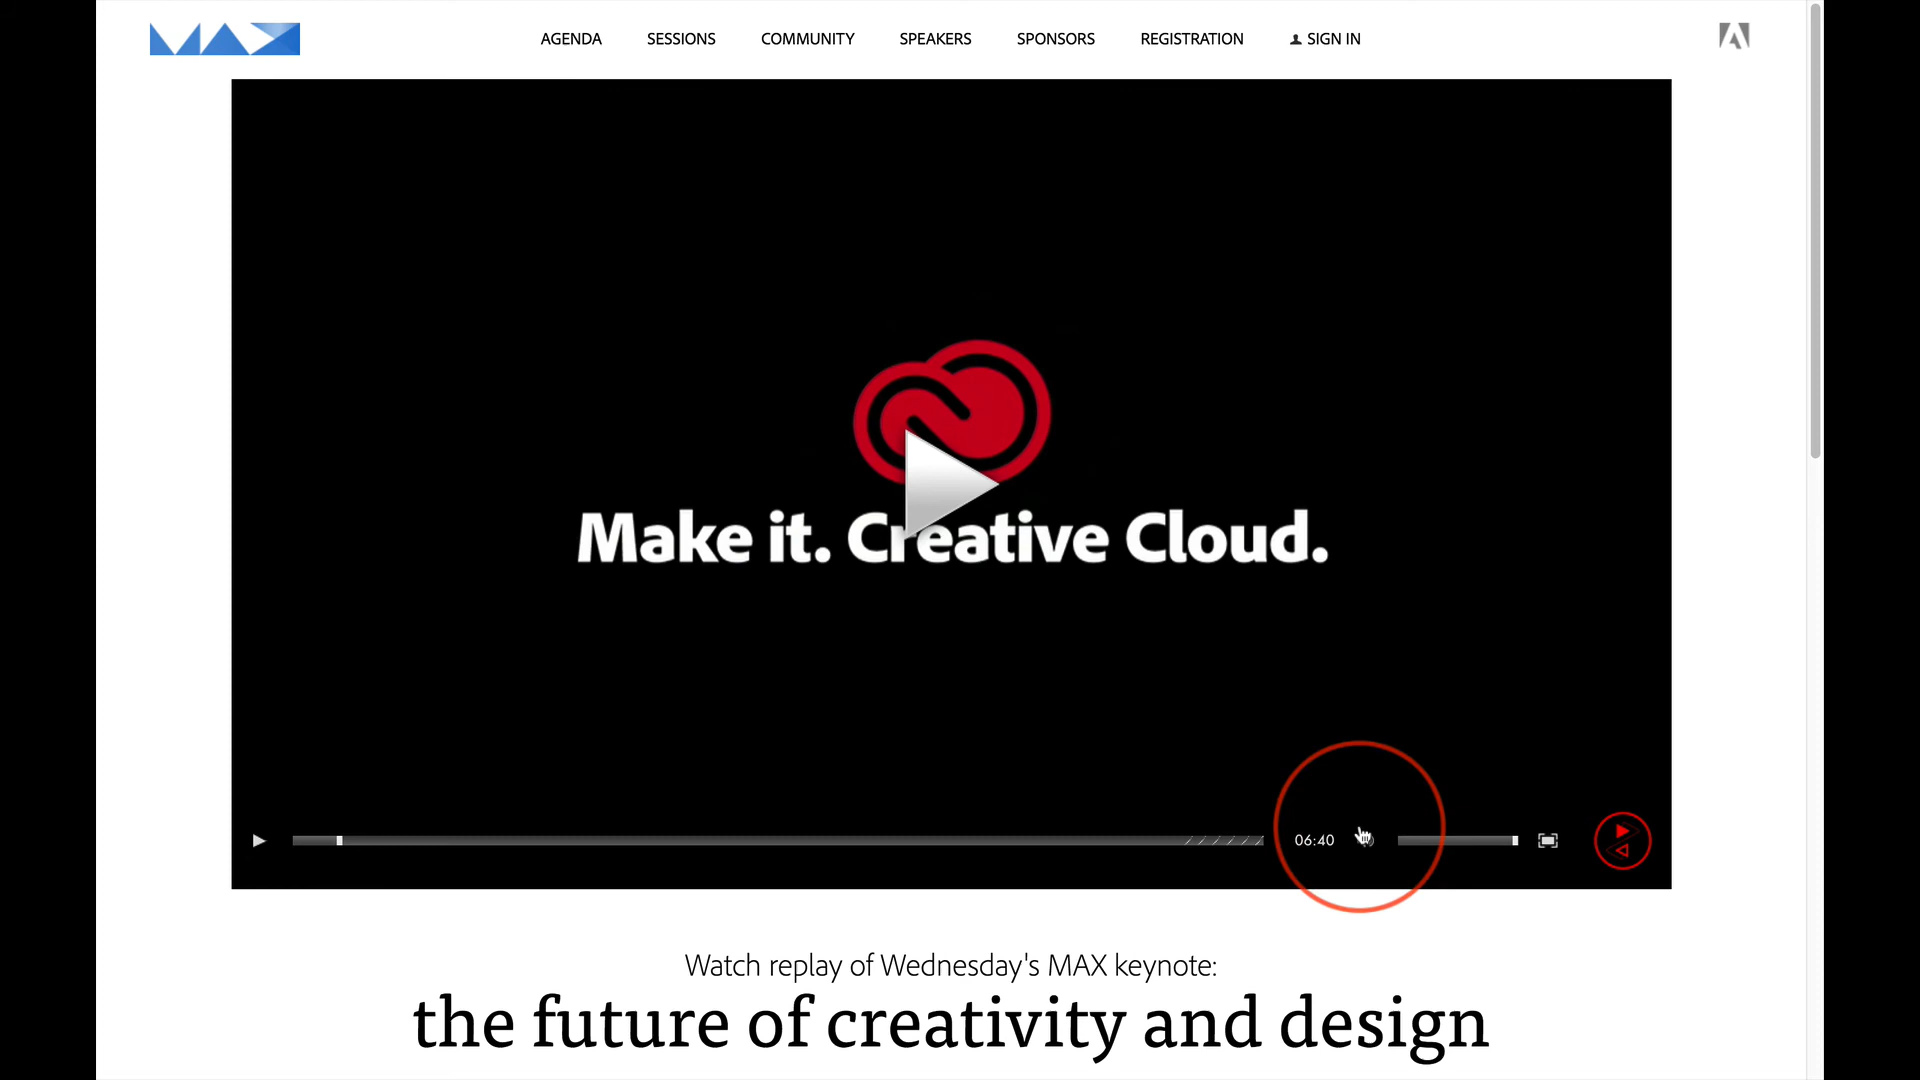 MAX
AGENDA SESSIONS COMMUNITY SPEAKERS SPONSORS REGISTRATION SIGN IN
Make it. Creative Cloud.
06:40
Watch replay of Wednesday's MAX keynote:
the future of creativity and design